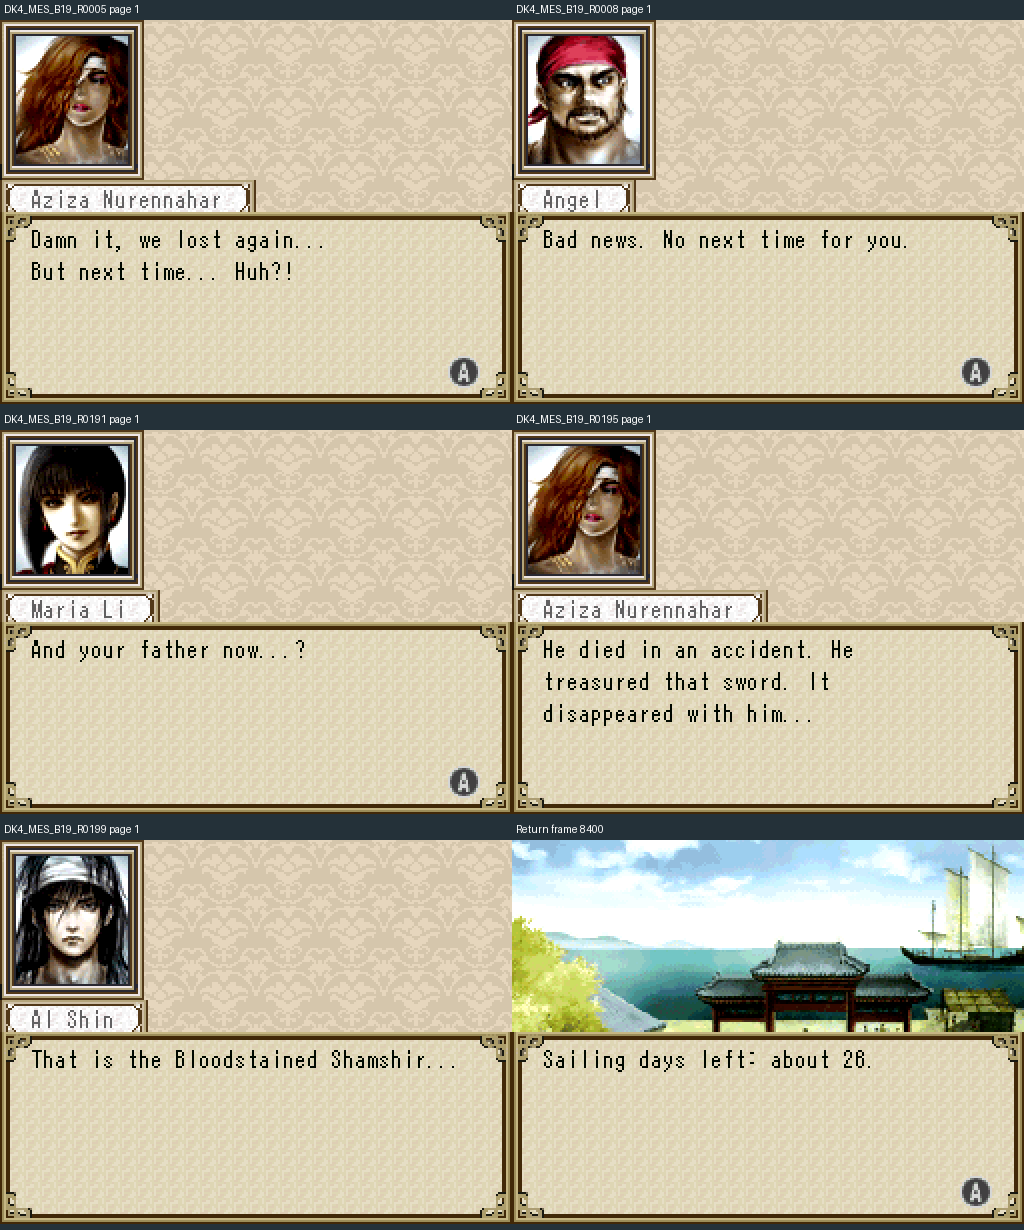 DK4_MES_B19_R0005 page 1
Aziza Nurennahar
Damn it, we lost again...
But next time... Huh?!
A
DK4_MES_B19_R0008 page 1
Angel
Bad news. No next time for you.
A
DK4_MES_B19_R0191 page 1
Maria Li
And your father now...?
A
DK4_MES_B19_R0195 page 1
Aziza Nurennahar
He died in an accident. He
treasured that sword. It
disappeared with him...
DK4_MES_B19_R0199 page 1
Al Shin
That is the Bloodstained Shamshir...
Return frame 8400
Sailing days left: about 26.
A